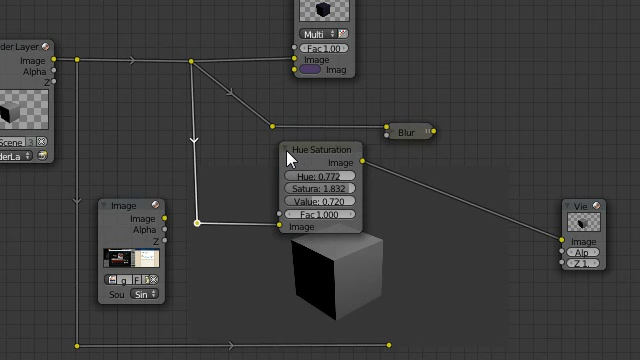 der Layer
Image
Alpha
Z
Scene 3
derLa
Multi
Fac 1.00
Image
Imag
Blur
Hue Saturation
Image
Hue: 0.772
Satura: 1.832
Value: 0.720
Fac 1.000
Image
Image
Image
Alpha
Z
g F
Sou Sin
Vie
Image
Alp
Z 1.